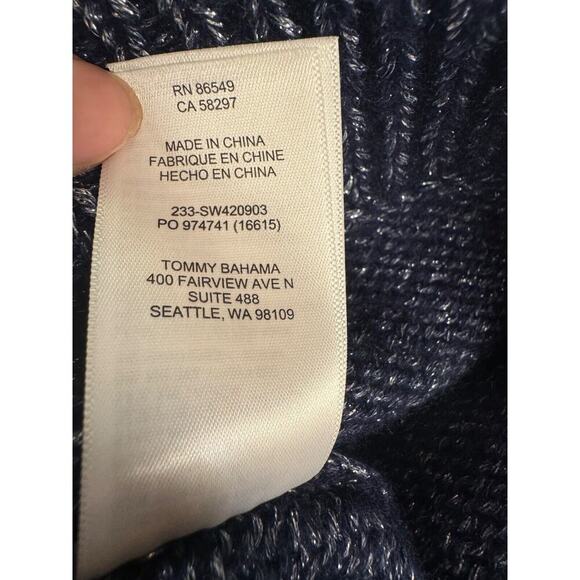 RN 86549
CA 58297
MADE IN CHINA
FABRIQUE EN CHINE
HECHO EN CHINA
233-SW420903
PO 974741 (16615)
TOMMY BAHAMA
400 FAIRVIEW AVE N
SUITE 488
SEATTLE, WA 98109